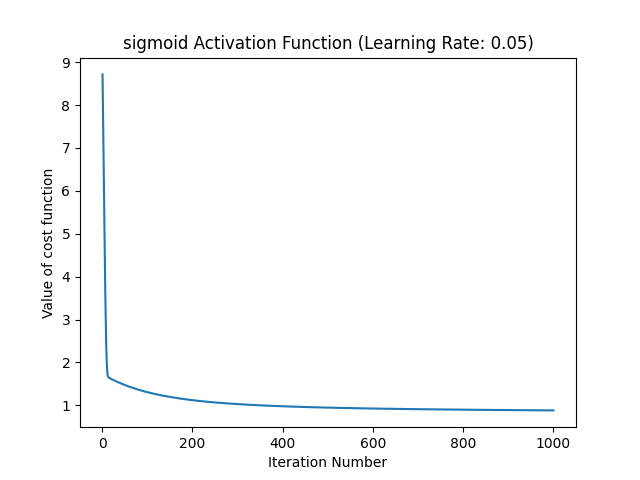 sigmoid Activation Function (Learning Rate: 0.05)
9
8
7
6
5
4
3
2
1
Value of cost function
0 200 400 600 800 1000
Iteration Number